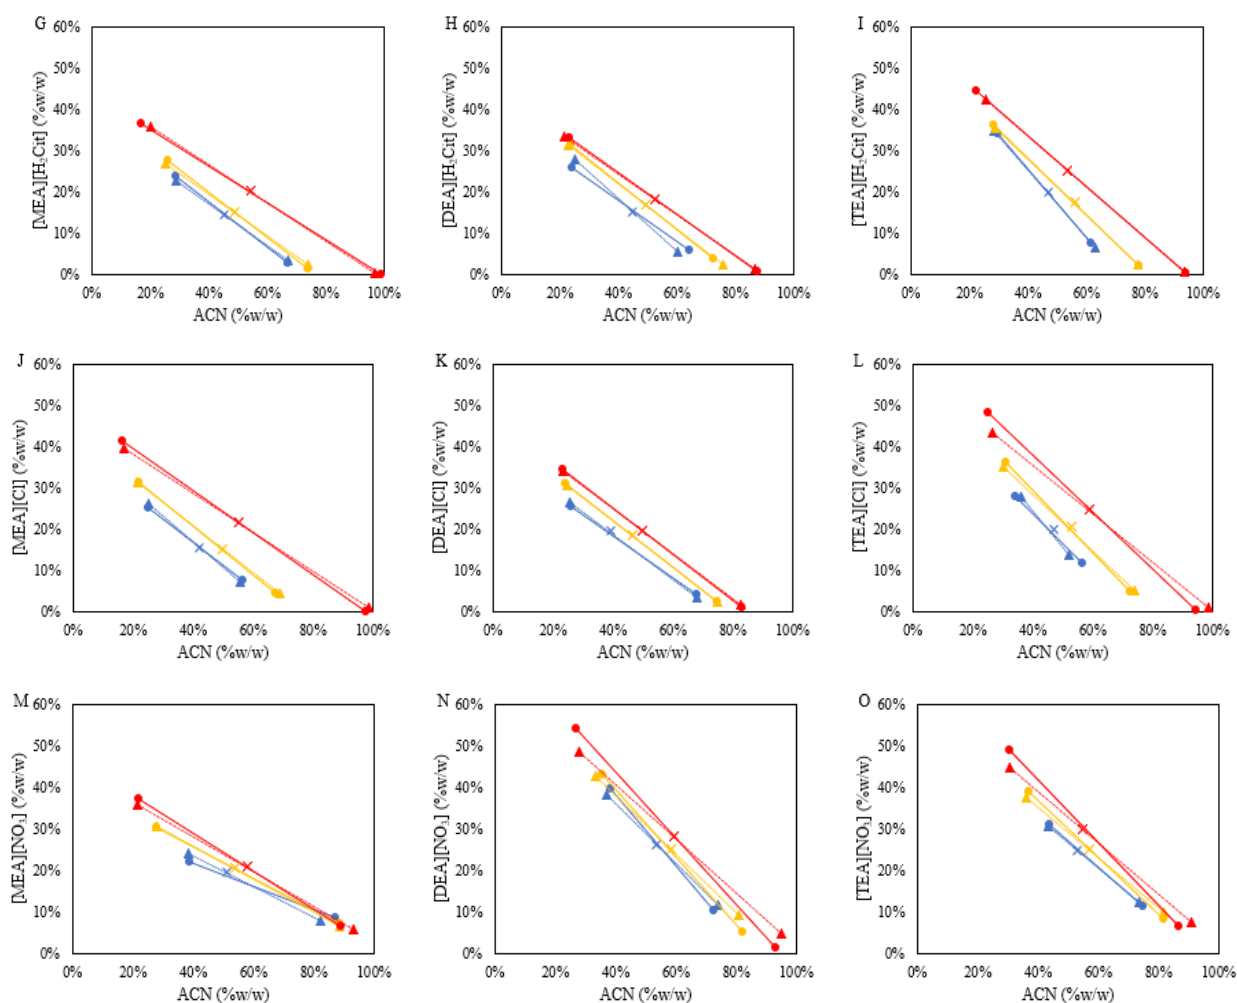 G
60%
50%
40%
30%
20%
10%
0%
[MEA][H₂Cit] (%w/w)
0% 20% 40% 60% 80% 100%
ACN (%w/w)
H
60%
50%
40%
30%
20%
10%
0%
[DEA][H₂Cit] (%w/w)
0% 20% 40% 60% 80% 100%
ACN (%w/w)
I
60%
50%
40%
30%
20%
10%
0%
[TEA][H₂Cit] (%w/w)
0% 20% 40% 60% 80% 100%
ACN (%w/w)
J
60%
50%
40%
30%
20%
10%
0%
[MEA][Cl] (%w/w)
0% 20% 40% 60% 80% 100%
ACN (%w/w)
K
60%
50%
40%
30%
20%
10%
0%
[DEA][Cl] (%w/w)
0% 20% 40% 60% 80% 100%
ACN (%w/w)
L
60%
50%
40%
30%
20%
10%
0%
[TEA][Cl] (%w/w)
0% 20% 40% 60% 80% 100%
ACN (%w/w)
M
60%
50%
40%
30%
20%
10%
0%
[MEA][NO₃] (%w/w)
0% 20% 40% 60% 80% 100%
ACN (%w/w)
N
60%
50%
40%
30%
20%
10%
0%
[DEA][NO₃] (%w/w)
0% 20% 40% 60% 80% 100%
ACN (%w/w)
O
60%
50%
40%
30%
20%
10%
0%
[TEA][NO₃] (%w/w)
0% 20% 40% 60% 80% 100%
ACN (%w/w)